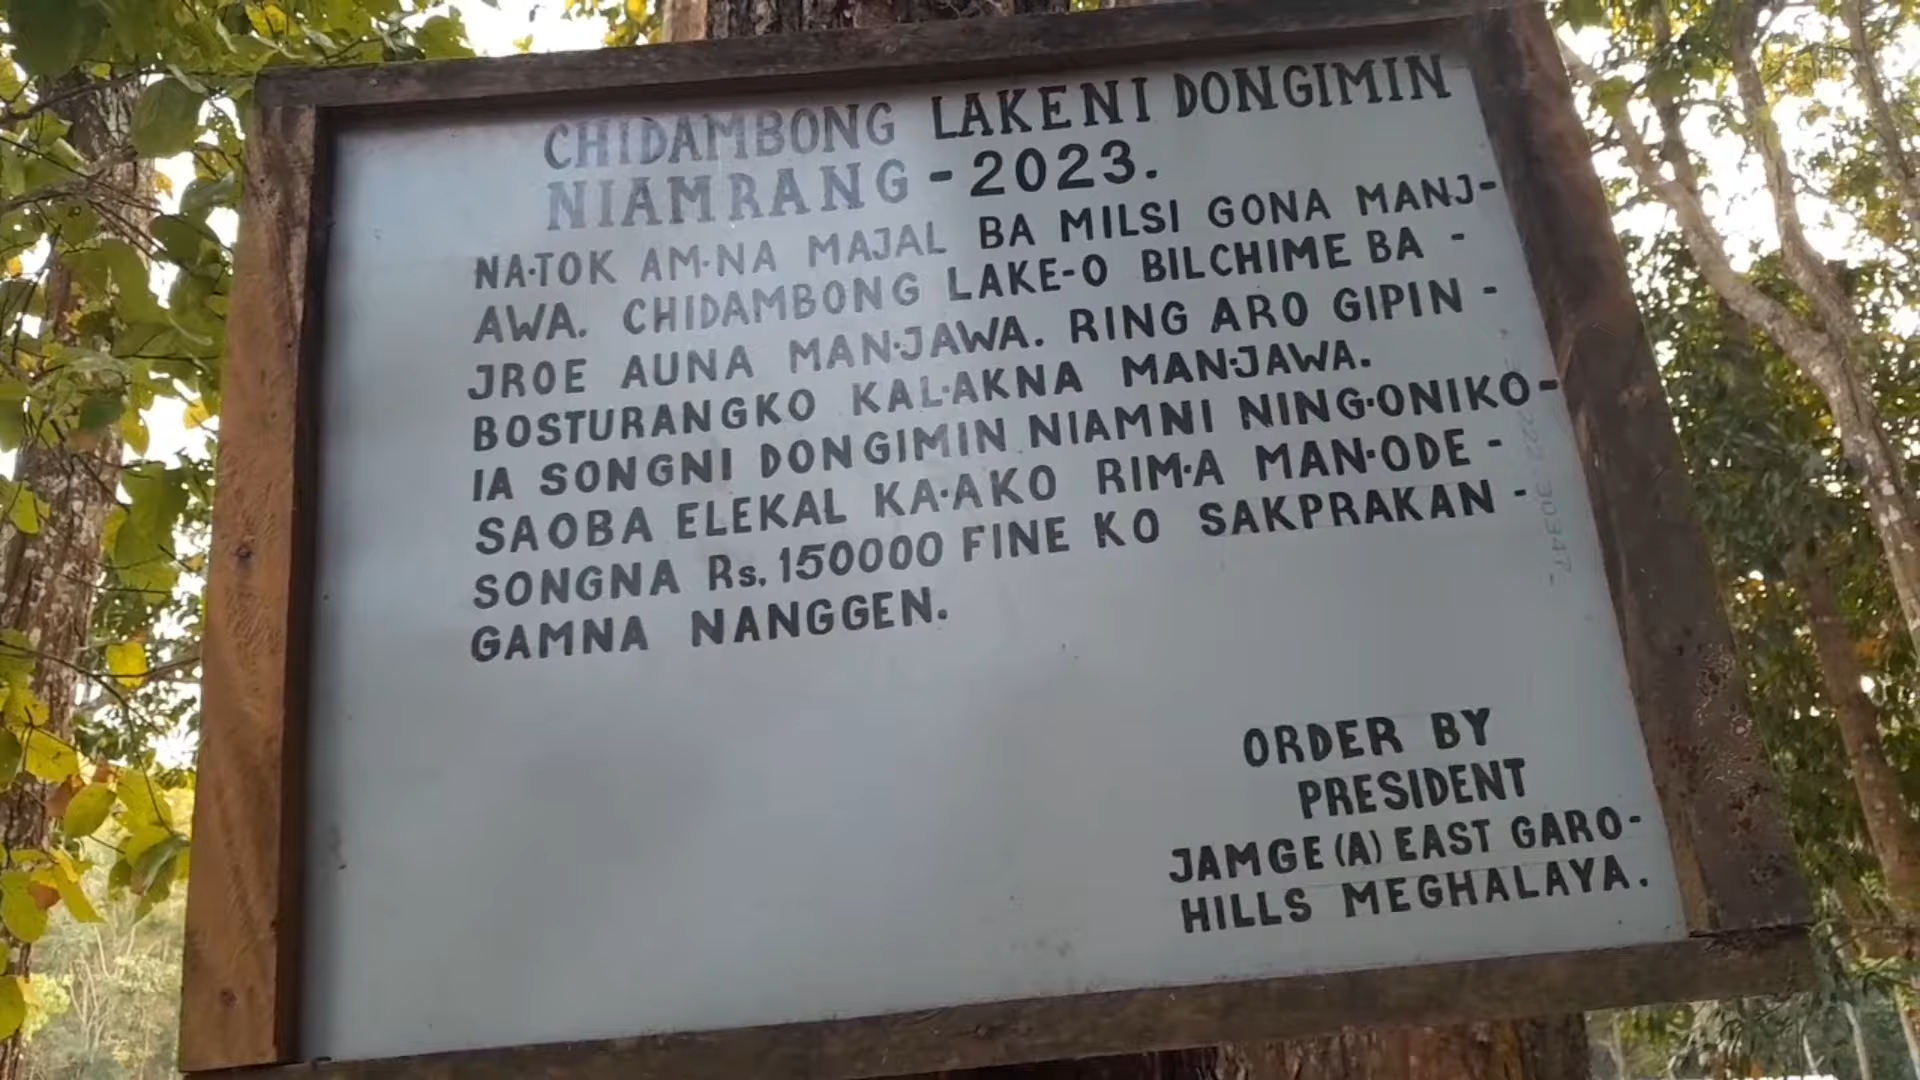 CHIDAMBONG LAKENI DONGIMIN
NIAMRANG - 2023.
NA·TOK AM·NA MAJAL BA MILSI GONA MANJ-
AWA. CHIDAMBONG LAKE-O BILCHIME BA -
JROE AUNA MAN·JAWA. RING ARO GIPIN -
BOSTURANGKO KAL·AKNA MAN·JAWA.
IA SONGNI DONGIMIN NIAMNI NING·ONIKO-
SAOBA ELEKAL KA·AKO RIM·A MAN·ODE -
SONGNA Rs. 150000 FINE KO SAKPRAKAN -
GAMNA NANGGEN.
ORDER BY
PRESIDENT
JAMGE (A) EAST GARO-
HILLS MEGHALAYA.